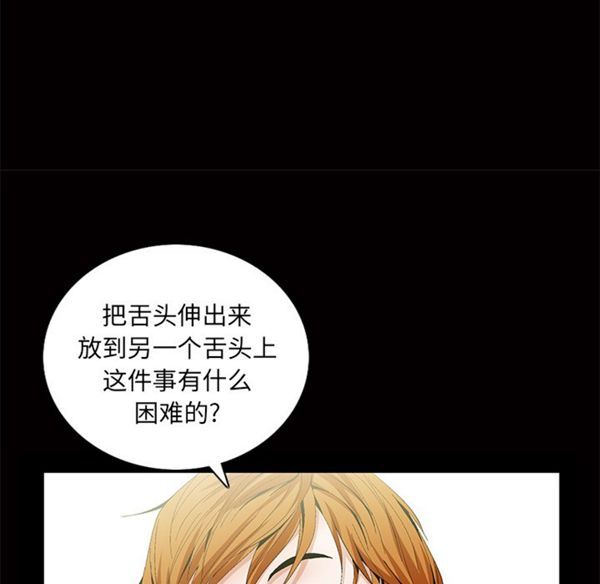 把舌头伸出来
放到另一个舌头上
这件事有什么
困难的?